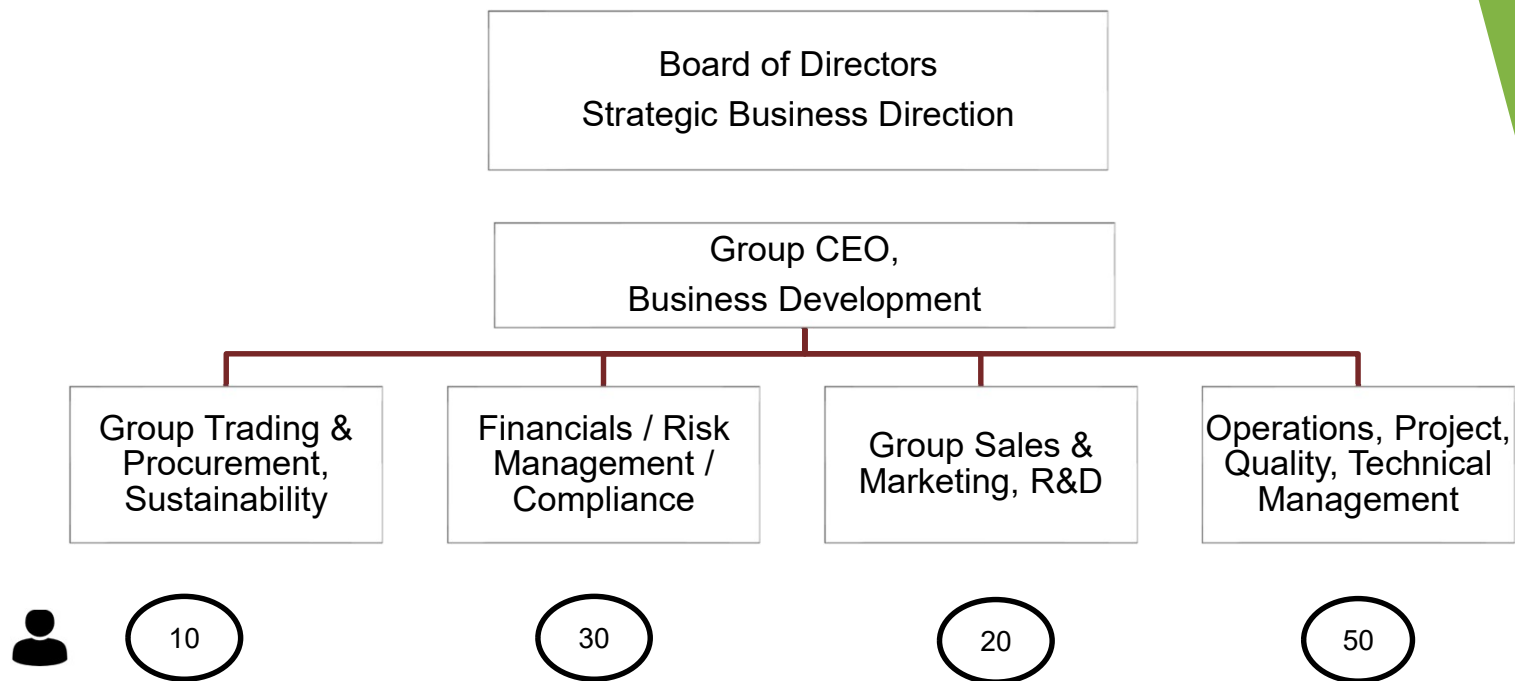 Board of Directors
Strategic Business Direction
Group CEO,
Business Development
Group Trading &
Procurement,
Sustainability
Financials / Risk
Management /
Compliance
Group Sales &
Marketing, R&D
Operations, Project,
Quality, Technical
Management
10
30
20
50